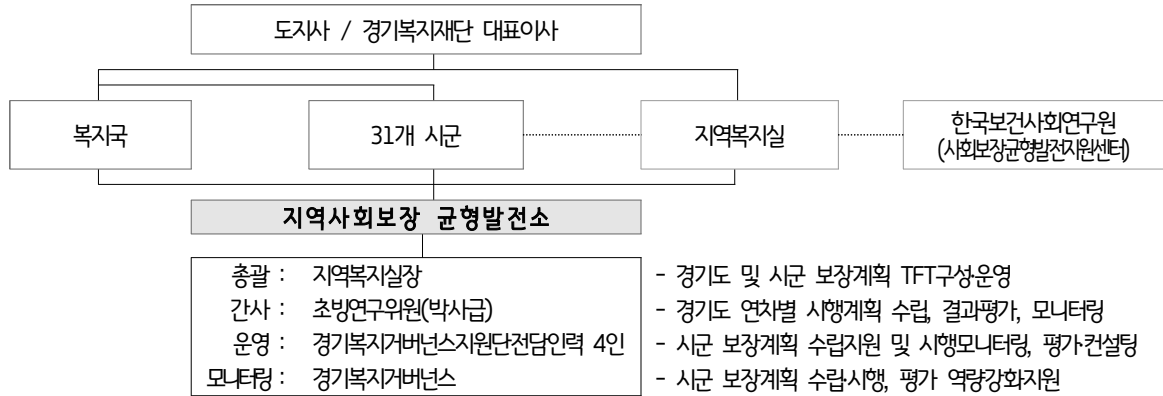 도지사 / 경기복지재단 대표이사
복지국
31개 시군
지역복지실
한국보건사회연구원
(사회보장균형발전지원센터)
지역사회보장 균형발전소
총괄 : 지역복지실장
간사 : 초빙연구위원(박사급)
운영 : 경기복지거버넌스지원단전담인력 4인
모니터링 : 경기복지거버넌스
- 경기도 및 시군 보장계획 TFT구성·운영
- 경기도 연차별 시행계획 수립, 결과평가, 모니터링
- 시군 보장계획 수립지원 및 시행모니터링, 평가·컨설팅
- 시군 보장계획 수립·시행, 평가 역량강화지원